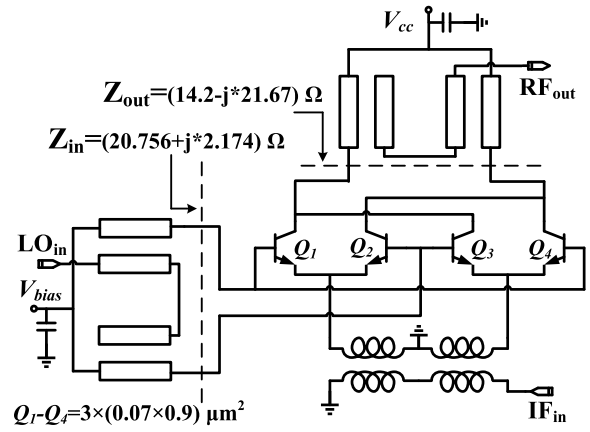 Vcc
RFout
Zout=(14.2-j*21.67) Ω
Zin=(20.756+j*2.174) Ω
LOin
Vbias
Q1
Q2
Q3
Q4
IFin
Q1-Q4=3×(0.07×0.9) μm²